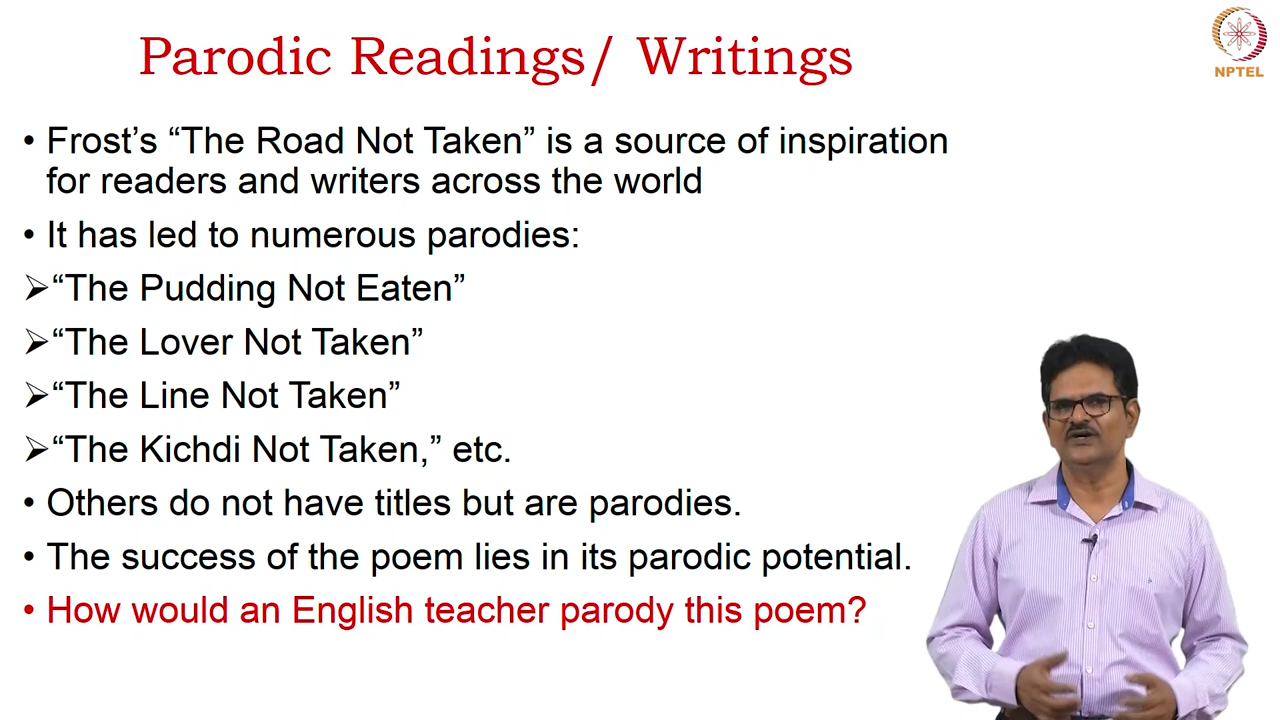 Parodic Readings/ Writings
NPTEL
• Frost’s “The Road Not Taken” is a source of inspiration
for readers and writers across the world
• It has led to numerous parodies:
➢“The Pudding Not Eaten”
➢“The Lover Not Taken”
➢“The Line Not Taken”
➢“The Kichdi Not Taken,” etc.
• Others do not have titles but are parodies.
• The success of the poem lies in its parodic potential.
• How would an English teacher parody this poem?